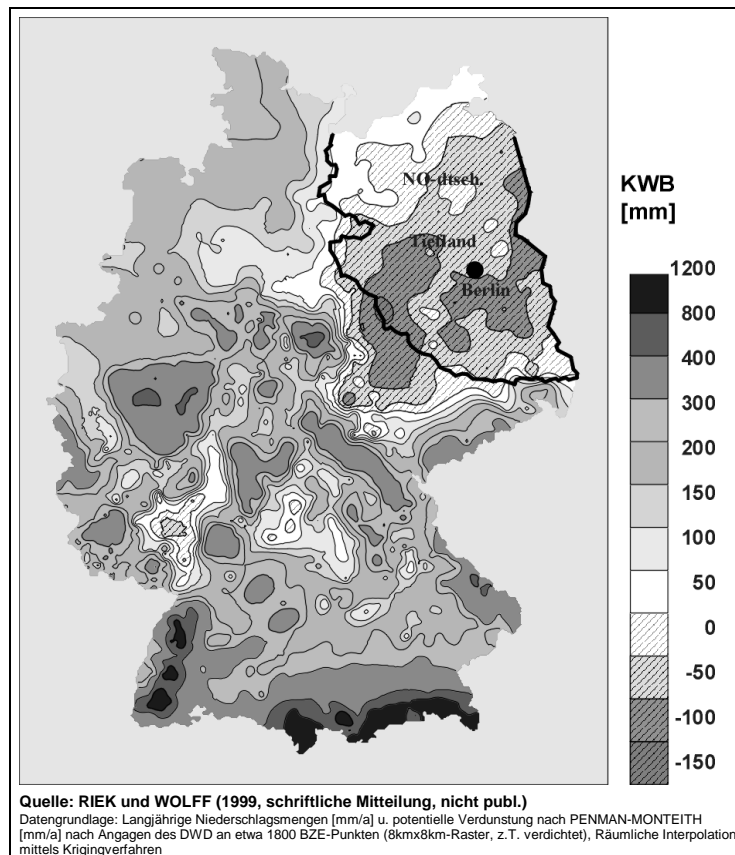 NO-dtsch.
Tiefland
Berlin
KWB
[mm]
1200
800
400
300
200
150
100
50
0
-50
-100
-150
Quelle: RIEK und WOLFF (1999, schriftliche Mitteilung, nicht publ.)
Datengrundlage: Langjährige Niederschlagsmengen [mm/a] u. potentielle Verdunstung nach PENMAN-MONTEITH
[mm/a] nach Angagen des DWD an etwa 1800 BZE-Punkten (8kmx8km-Raster, z.T. verdichtet), Räumliche Interpolation
mittels Krigingverfahren